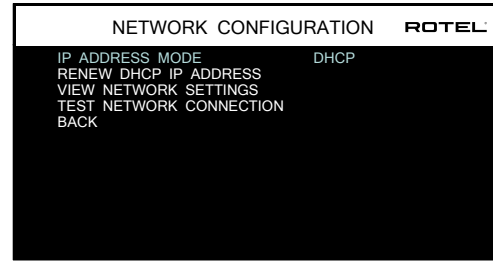 NETWORK CONFIGURATION ROTEL
IP ADDRESS MODE DHCP
RENEW DHCP IP ADDRESS
VIEW NETWORK SETTINGS
TEST NETWORK CONNECTION
BACK